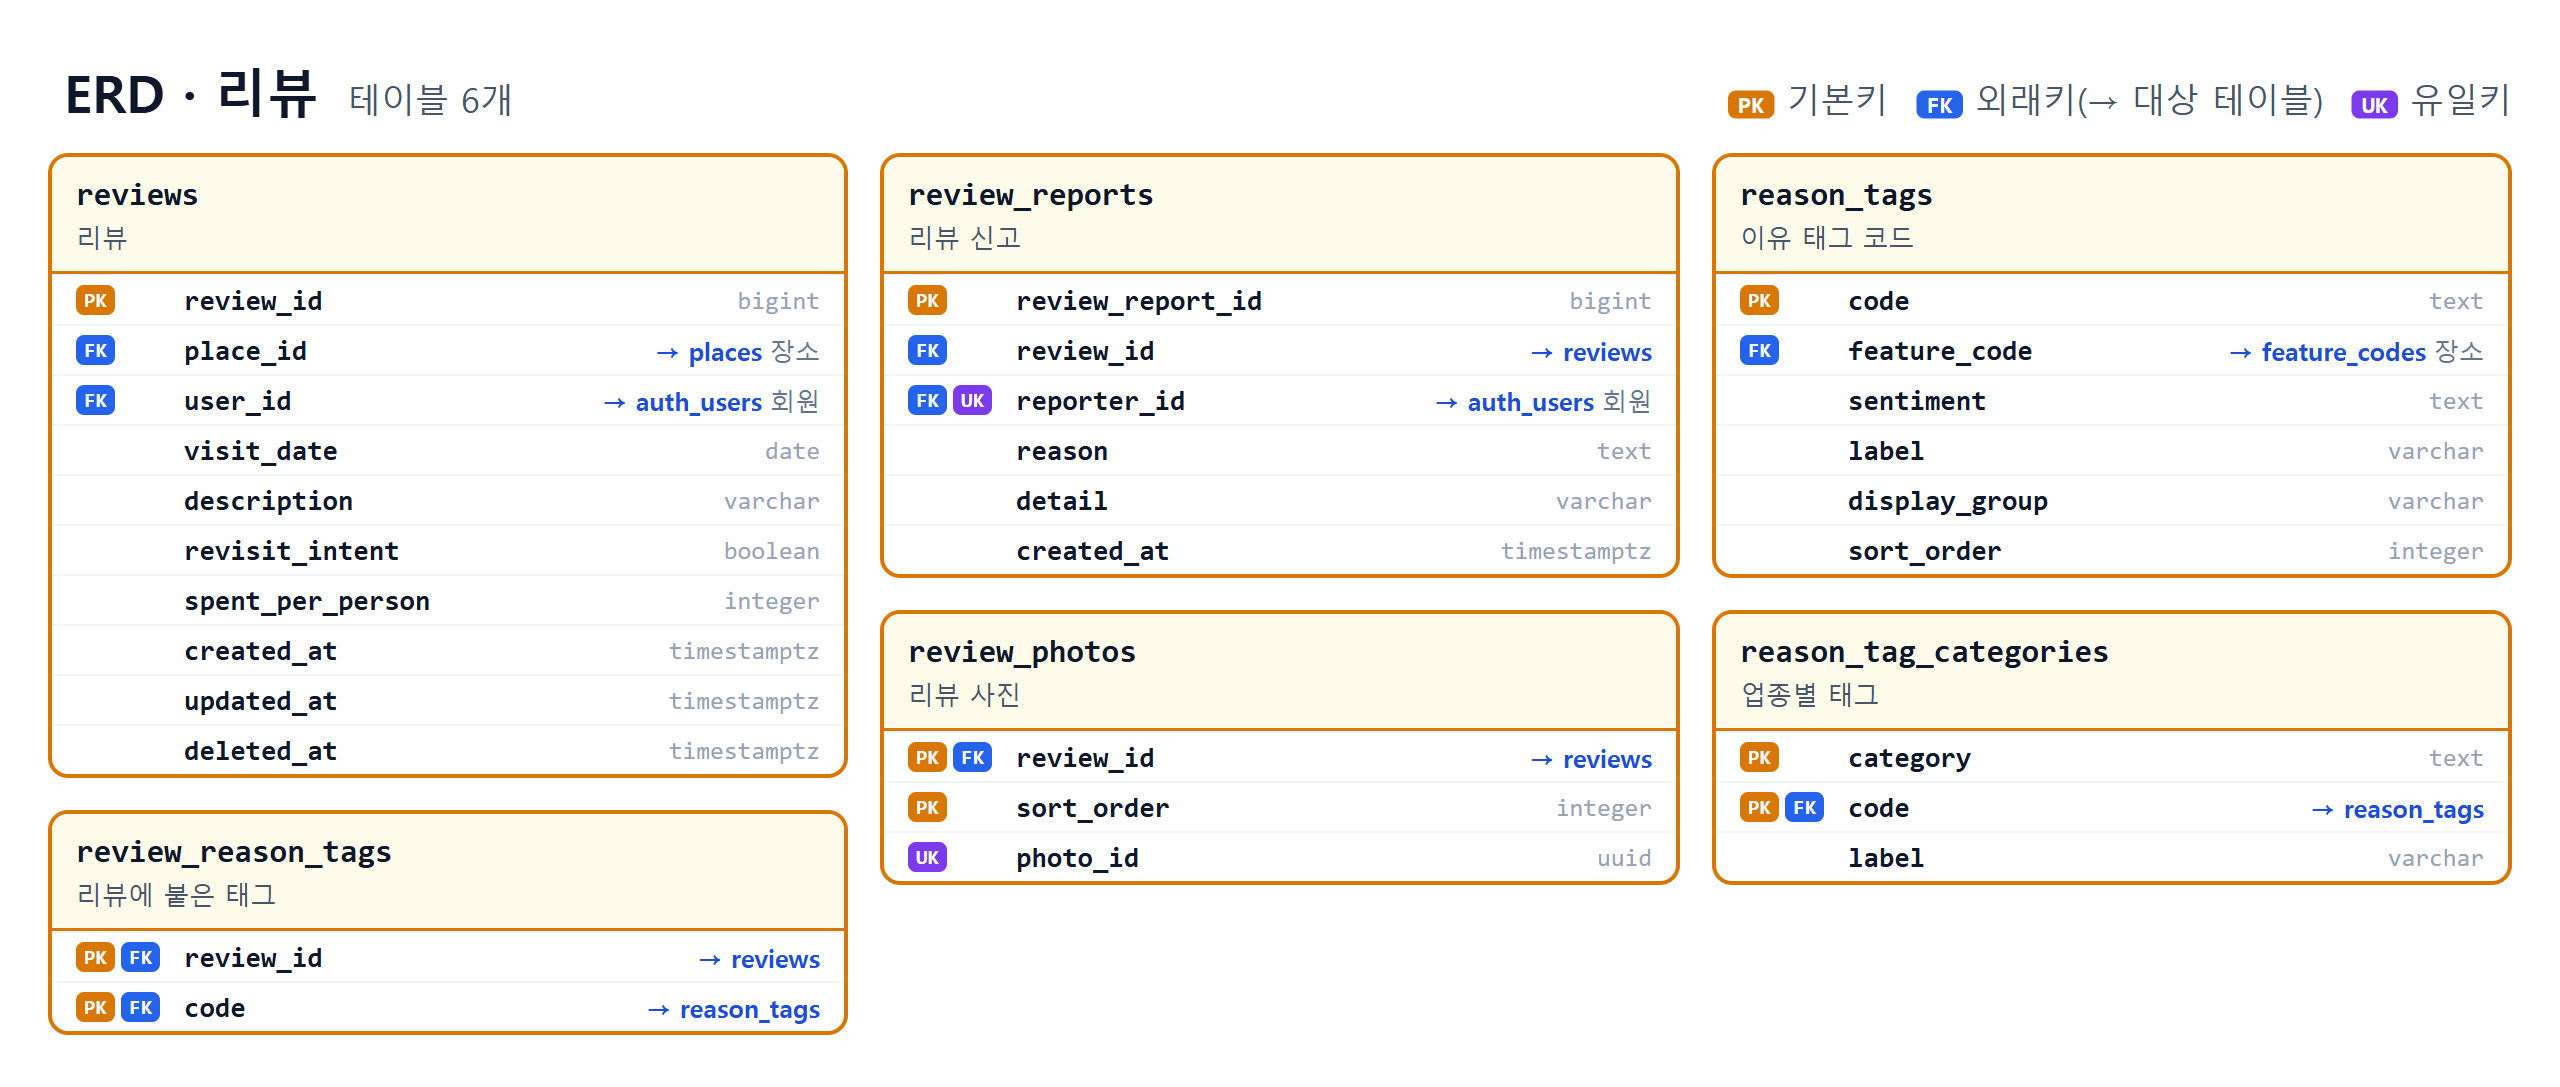 ERD · 리뷰 테이블 6개
PK 기본키 FK 외래키(→ 대상 테이블) UK 유일키
reviews
리뷰
PK review_id bigint
FK place_id → places 장소
FK user_id → auth_users 회원
visit_date date
description varchar
revisit_intent boolean
spent_per_person integer
created_at timestamptz
updated_at timestamptz
deleted_at timestamptz
review_reason_tags
리뷰에 붙은 태그
PK FK review_id → reviews
PK FK code → reason_tags
review_reports
리뷰 신고
PK review_report_id bigint
FK review_id → reviews
FK UK reporter_id → auth_users 회원
reason text
detail varchar
created_at timestamptz
review_photos
리뷰 사진
PK FK review_id → reviews
PK sort_order integer
UK photo_id uuid
reason_tags
이유 태그 코드
PK code text
FK feature_code → feature_codes 장소
sentiment text
label varchar
display_group varchar
sort_order integer
reason_tag_categories
업종별 태그
PK category text
PK FK code → reason_tags
label varchar